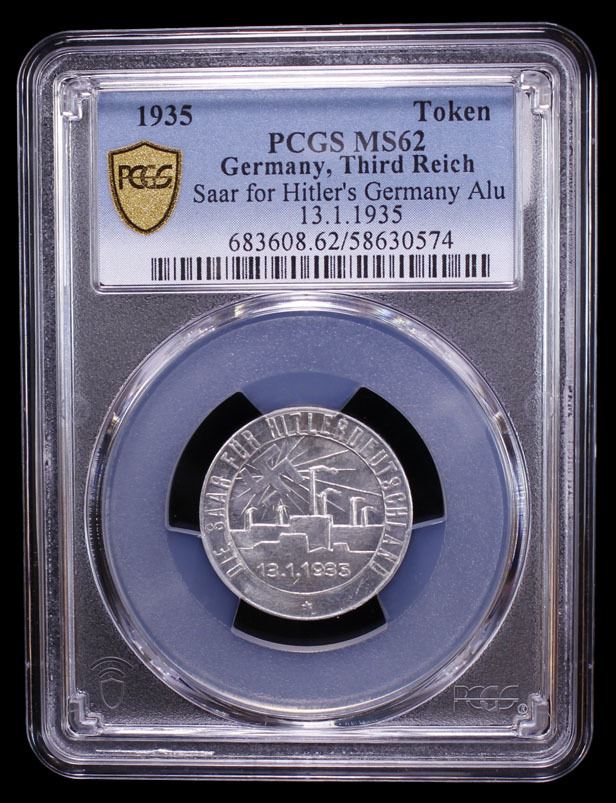 1935 Token
PCGS MS62
PCGS Germany, Third Reich
Saar for Hitler's Germany Alu
13.1.1935
683608.62/58630574
DIE SAAR FÜR HITLERDEUTSCHLAND
13.1.1935
PCGS